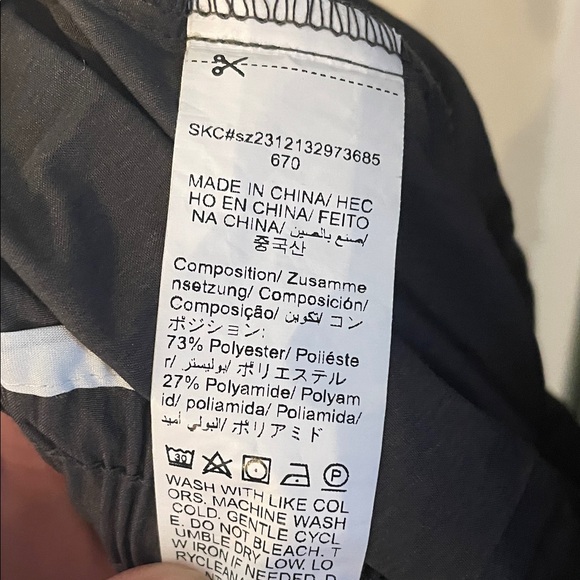 SKC#sz2312132973685
670
MADE IN CHINA/ HEC
HO EN CHINA/ FEITO
NA CHINA/ صنع بالصين/
중국산
Composition/ Zusamme
nsetzung/ Composición/
Composição/ تكوين/ コン
ポジション:
73% Polyester/ Poliéste
r/ بوليستر/ ポリエステル
27% Polyamide/ Polyam
id/ poliamida/ Poliamida/
البولي أميد/ ポリアミド
30 P
WASH WITH LIKE COL
ORS. MACHINE WASH
COLD. GENTLE CYCL
E. DO NOT BLEACH. T
UMBLE DRY LOW. LO
W IRON IF NEEDED. D
RYCLEAN